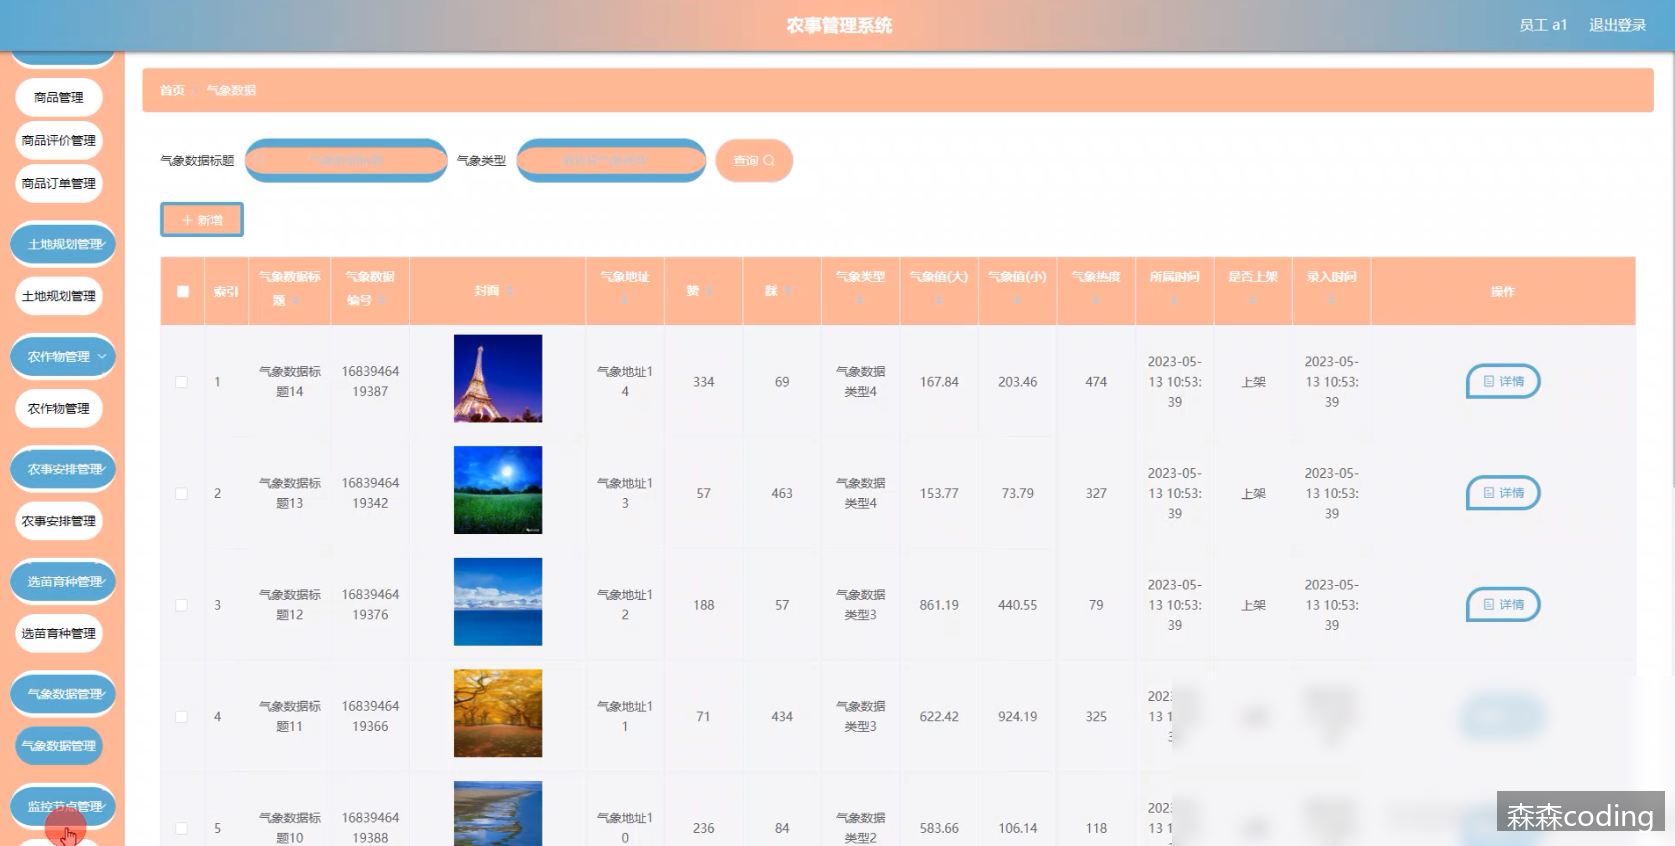 农事管理系统
员工 a1
退出登录
商品管理
商品评价管理
商品订单管理
土地规划管理
土地规划管理
农作物管理
农作物管理
农事安排管理
农事安排管理
选苗育种管理
选苗育种管理
气象数据管理
气象数据管理
监控节点管理
首页
气象数据
气象数据标题
气象类型
查询
新增
索引
气象数据标
题
气象数据
编号
封面
气象地址
赞
踩
气象类型
气象值(大)
气象值(小)
气象热度
所属时间
是否上架
录入时间
操作
1
气象数据标
题14
16839464
19387
气象地址1
4
334
69
气象数据
类型4
167.84
203.46
474
2023-05-
13 10:53:
39
上架
2023-05-
13 10:53:
39
详情
2
气象数据标
题13
16839464
19342
气象地址1
3
57
463
气象数据
类型4
153.77
73.79
327
2023-05-
13 10:53:
39
上架
2023-05-
13 10:53:
39
详情
3
气象数据标
题12
16839464
19376
气象地址1
2
188
57
气象数据
类型3
861.19
440.55
79
2023-05-
13 10:53:
39
上架
2023-05-
13 10:53:
39
详情
4
气象数据标
题11
16839464
19366
气象地址1
1
71
434
气象数据
类型3
622.42
924.19
325
202
13 1
5
气象数据标
题10
16839464
19388
气象地址1
0
236
84
气象数据
类型2
583.66
106.14
118
202
13 1
森森coding